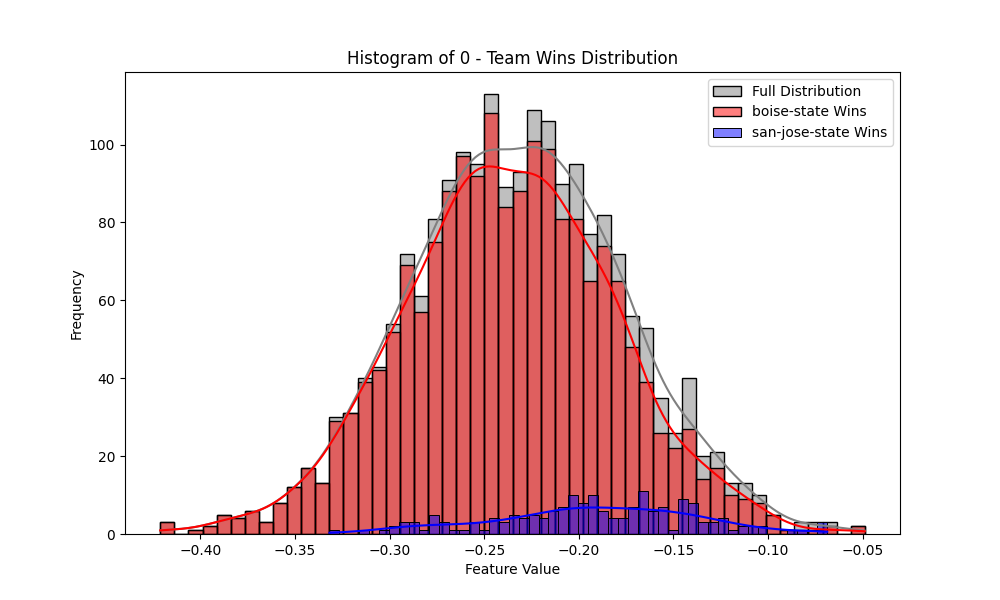 Histogram of 0 - Team Wins Distribution
Full Distribution
boise-state Wins
san-jose-state Wins
Frequency
100
80
60
40
20
0
−0.40 −0.35 −0.30 −0.25 −0.20 −0.15 −0.10 −0.05
Feature Value